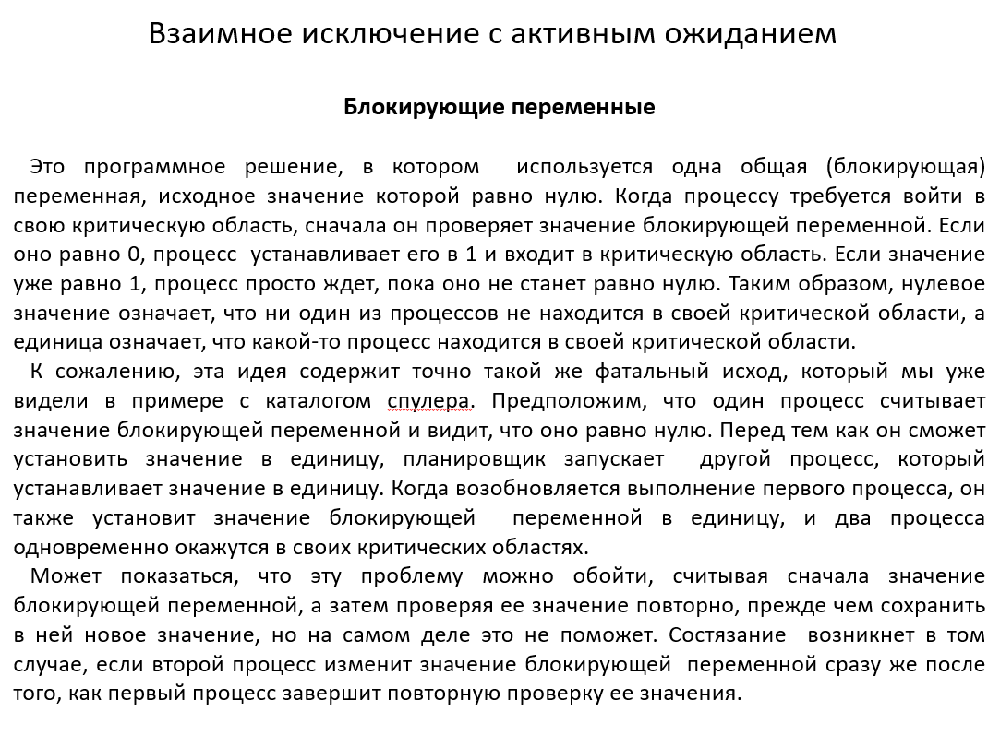 Взаимное исключение с активным ожиданием
Блокирующие переменные
Это программное решение, в котором используется одна общая (блокирующая)
переменная, исходное значение которой равно нулю. Когда процессу требуется войти в
свою критическую область, сначала он проверяет значение блокирующей переменной. Если
оно равно 0, процесс устанавливает его в 1 и входит в критическую область. Если значение
уже равно 1, процесс просто ждет, пока оно не станет равно нулю. Таким образом, нулевое
значение означает, что ни один из процессов не находится в своей критической области, а
единица означает, что какой-то процесс находится в своей критической области.
К сожалению, эта идея содержит точно такой же фатальный исход, который мы уже
видели в примере с каталогом спулера. Предположим, что один процесс считывает
значение блокирующей переменной и видит, что оно равно нулю. Перед тем как он сможет
установить значение в единицу, планировщик запускает другой процесс, который
устанавливает значение в единицу. Когда возобновляется выполнение первого процесса, он
также установит значение блокирующей переменной в единицу, и два процесса
одновременно окажутся в своих критических областях.
Может показаться, что эту проблему можно обойти, считывая сначала значение
блокирующей переменной, а затем проверяя ее значение повторно, прежде чем сохранить
в ней новое значение, но на самом деле это не поможет. Состязание возникнет в том
случае, если второй процесс изменит значение блокирующей переменной сразу же после
того, как первый процесс завершит повторную проверку ее значения.